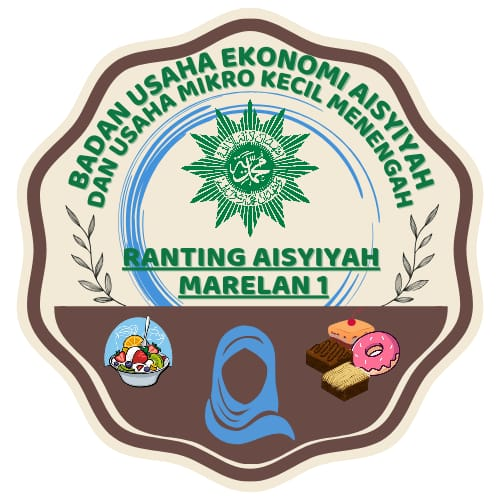 BADAN USAHA EKONOMI AISYIYAH
DAN USAHA MIKRO KECIL MENENGAH
RANTING AISYIYAH
MARELAN 1